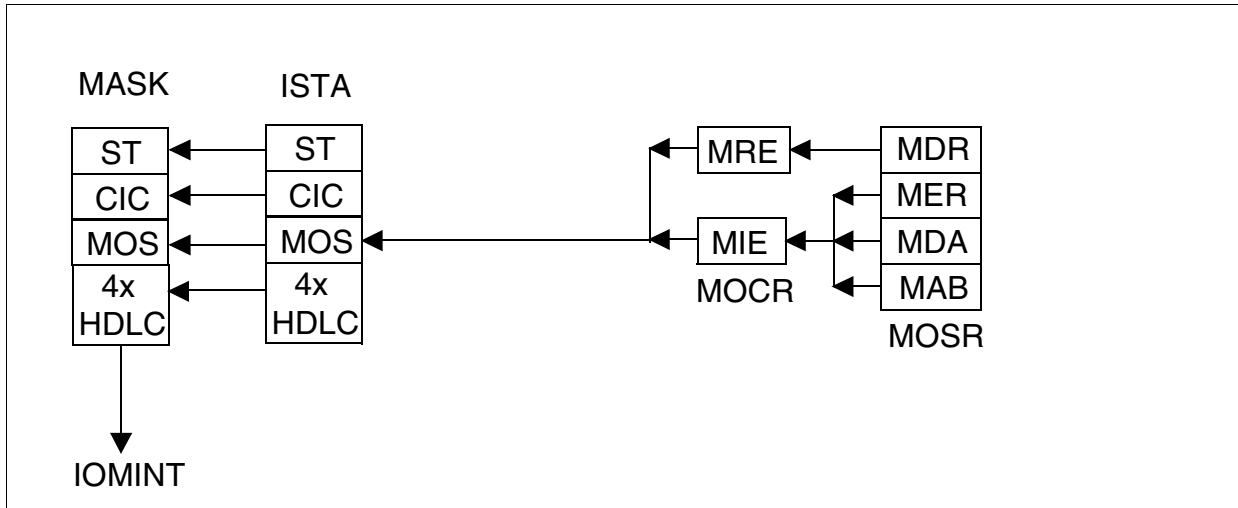 MASK
ISTA
ST
ST
MRE
MDR
CIC
CIC
MER
MOS
MOS
MIE
MDA
4x
HDLC
4x
HDLC
MOCR
MAB
MOSR
IOMINT